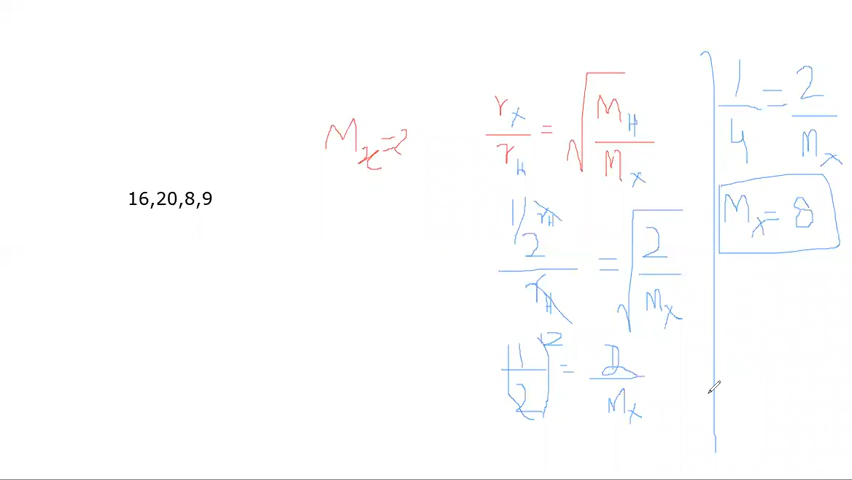 16,20,8,9
M_x = ?
r_x / r_H = √(M_H / M_x)
1/2 r_H / r_H = √(2 / M_x)
(1/2)^2 = 2 / M_x
1/4 = 2 / M_x
M_x = 8